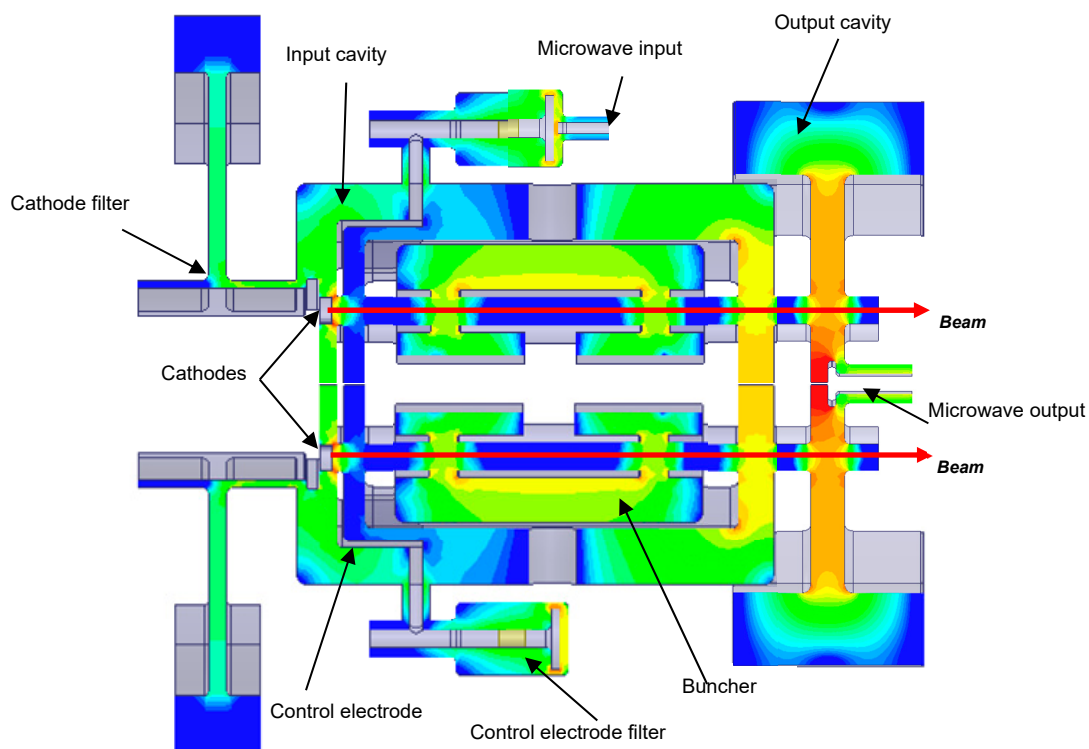 Output cavity
Input cavity
Microwave input
Cathode filter
Beam
Cathodes
Microwave output
Beam
Buncher
Control electrode
Control electrode filter